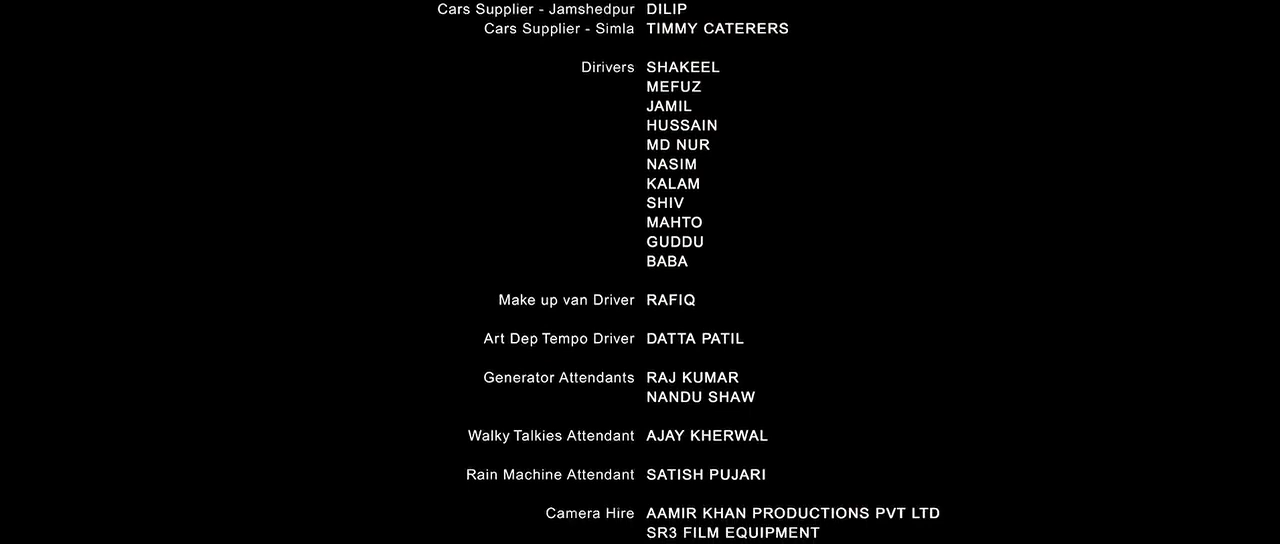 Cars Supplier - Jamshedpur DILIP
Cars Supplier - Simla TIMMY CATERERS
Dirivers SHAKEEL
MEFUZ
JAMIL
HUSSAIN
MD NUR
NASIM
KALAM
SHIV
MAHTO
GUDDU
BABA
Make up van Driver RAFIQ
Art Dep Tempo Driver DATTA PATIL
Generator Attendants RAJ KUMAR
NANDU SHAW
Walky Talkies Attendant AJAY KHERWAL
Rain Machine Attendant SATISH PUJARI
Camera Hire AAMIR KHAN PRODUCTIONS PVT LTD
SR3 FILM EQUIPMENT